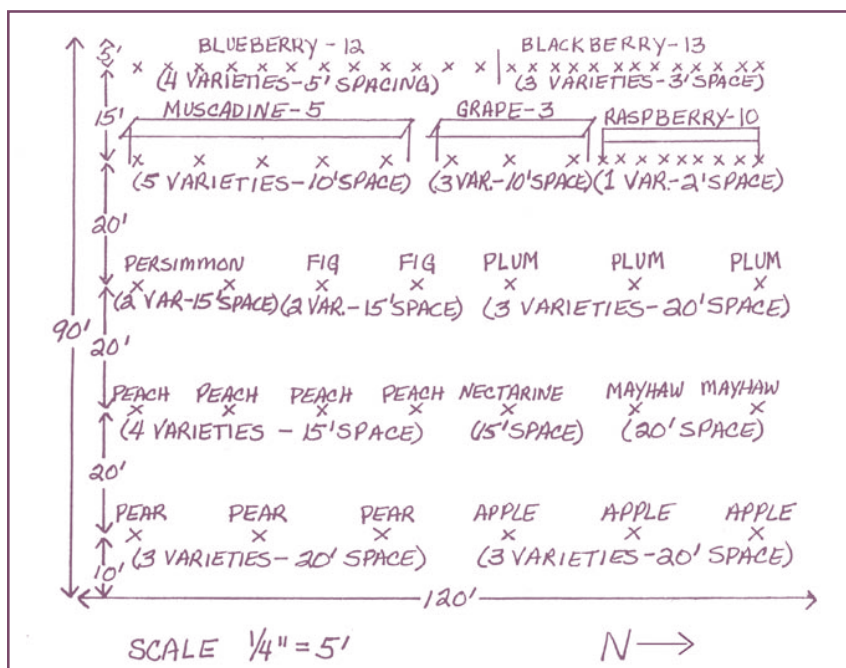 BLUEBERRY-12 BLACKBERRY-13
5'
(4 VARIETIES-5' SPACING) (3 VARIETIES-3' SPACE)
15'
MUSCADINE-5 GRAPE-3 RASPBERRY-10
(5 VARIETIES-10' SPACE) (3 VAR.-10' SPACE) (1 VAR.-2' SPACE)
20'
PERSIMMON FIG FIG PLUM PLUM PLUM
(2 VAR-15' SPACE) (2 VAR.-15' SPACE) (3 VARIETIES-20' SPACE)
90'
20'
PEACH PEACH PEACH PEACH NECTARINE MAYHAW MAYHAW
(4 VARIETIES - 15' SPACE) (15' SPACE) (20' SPACE)
20'
PEAR PEAR PEAR APPLE APPLE APPLE
(3 VARIETIES-20' SPACE) (3 VARIETIES-20' SPACE)
10'
120'
SCALE 1/4" = 5' N